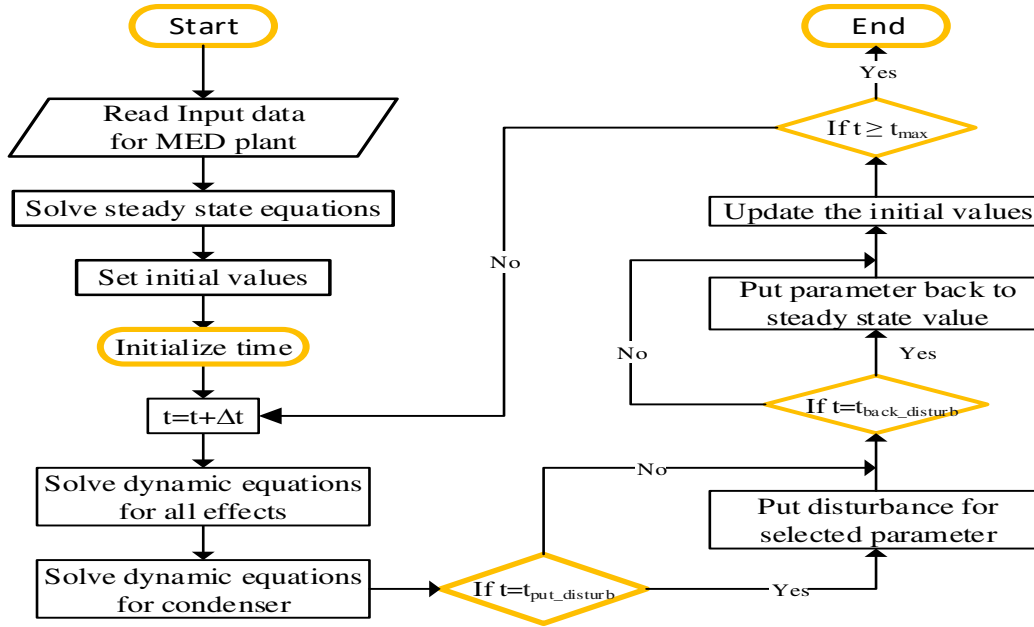 Start
Read Input data
for MED plant
Solve steady state equations
Set initial values
Initialize time
t=t+Δt
Solve dynamic equations
for all effects
Solve dynamic equations
for condenser
If t=tput_disturb
Yes
No
Put disturbance for
selected parameter
If t=tback_disturb
Yes
No
Put parameter back to
steady state value
Update the initial values
If t ≥ tmax
No
Yes
End